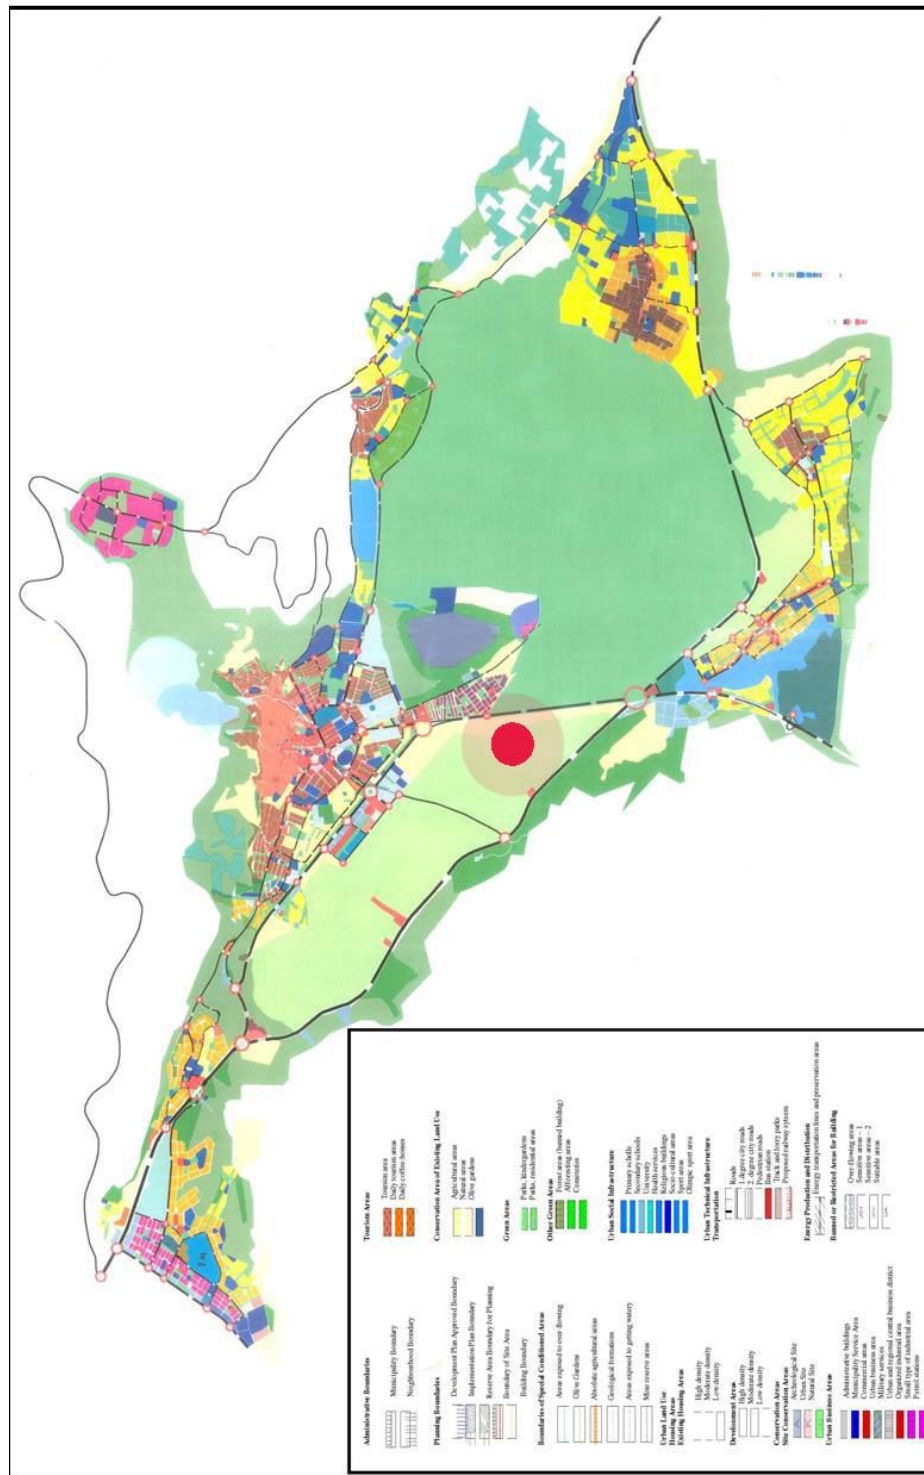 Administrative Boundaries
Municipality Boundary
Neighbourhood Boundary
Planning Boundaries
Development Plan Approved Boundary
Implementation Plan Boundary
Reserve Area Boundary for Planning
Boundary of Site Area
Building Boundary
Boundaries of Special Conditioned Areas
Areas exposed to over-flowing
Olive Gardens
Absolute agricultural areas
Geological formations
Areas exposed to getting watery
Mine reserve areas
Urban Land Use
Housing Areas
Existing Housing Areas
High density
Moderate density
Low density
Development Areas
High density
Moderate density
Low density
Conservation Areas
Site Conservation Areas
Archeological Site
Urban Site
Natural Site
Urban Business Areas
Administrative buildings
Municipality Service Area
Commercial areas
Urban business area
Military services
Urban and regional central business district
Organized industrial area
Small type of industrial area
Petrol stations
Tourism Areas
Tourism area
Daily tourism areas
Conservation Area of Existing Land Use
Agricultural areas
Natural areas
Olive gardens
Green Areas
Parks, kindergardens
Parks, residential areas
Other Green Areas
Forest areas (banned building)
Afforesting areas
Cemeteries
Urban Social Infrastructure
Primary scholls
Secondary schools
University
Health services
Religious buildings
Socio-cultural areas
Sport areas
Olimpic sport area
Urban Technical Infrastructure
Transportation
Roads
1. degree city roads
2. degree city roads
Pedestrian roads
Bus station
Truck and lorry parks
Proposed railway system
Energy Production and Distribution
Energy transportation lines and preservation areas
Banned or Restricted Areas for Building
Over flowing areas
Sensitive areas - 1
Sensitive areas - 2
Suitable areas